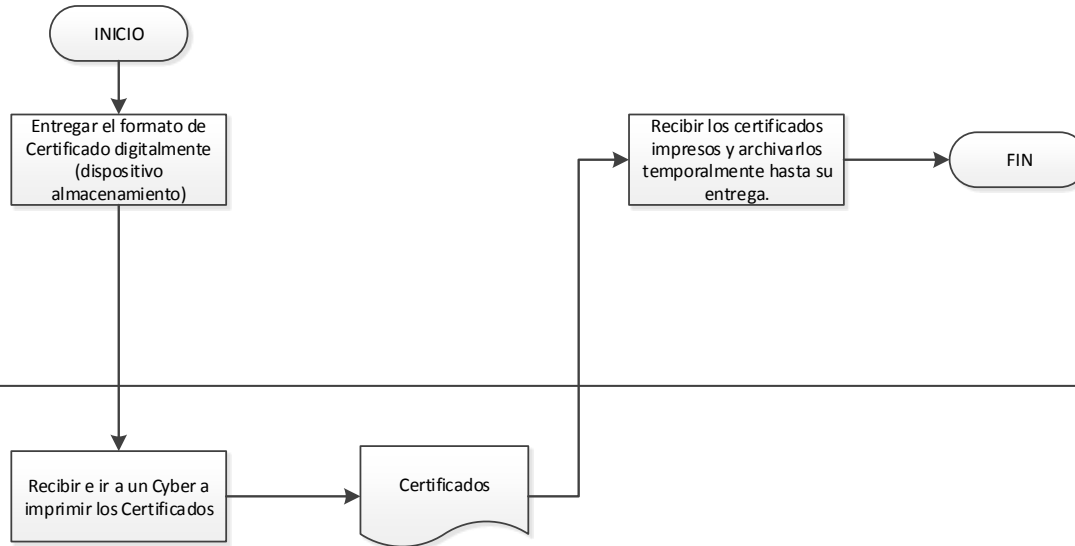 INICIO
Entregar el formato de
Certificado digitalmente
(dispositivo
almacenamiento)
Recibir los certificados
impresos y archivarlos
temporalmente hasta su
entrega.
FIN
Recibir e ir a un Cyber a
imprimir los Certificados
Certificados